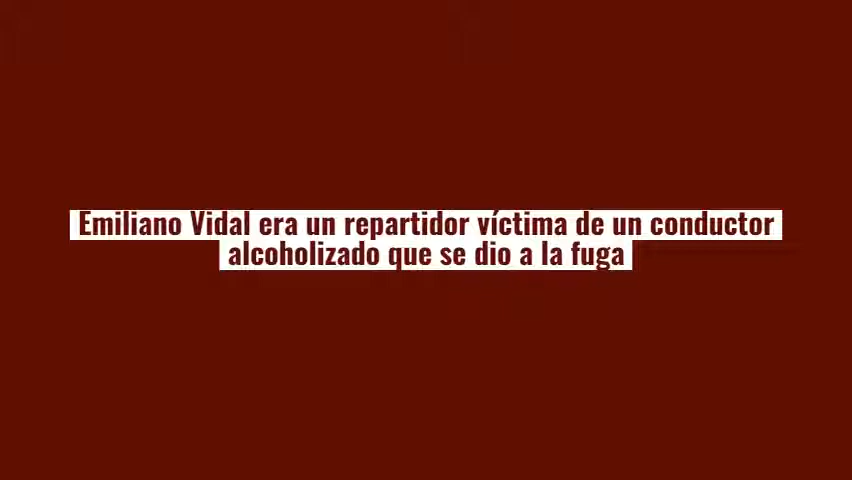 Emiliano Vidal era un repartidor víctima de un conductor
alcoholizado que se dio a la fuga